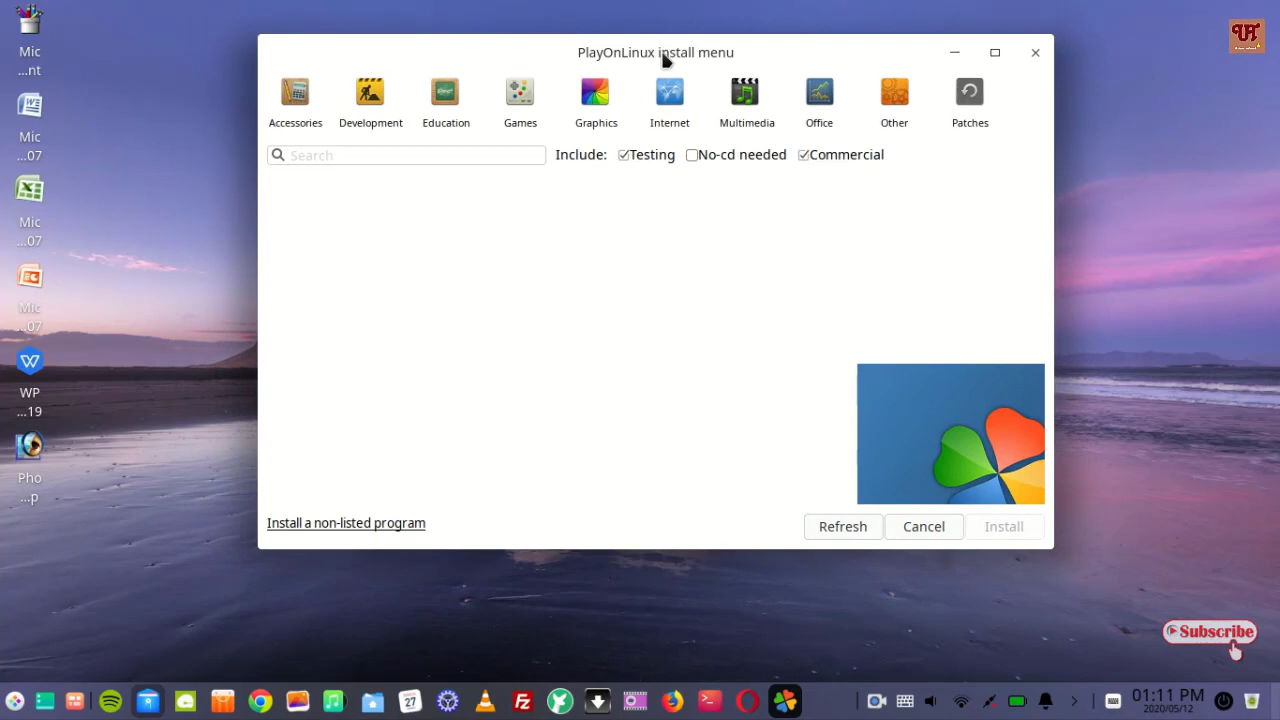 Mic
...nt
Mic
...07
Mic
...07
Mic
...07
WP
...19
Pho
...p
PlayOnLinux install menu
Accessories
Development
Education
Games
Graphics
Internet
Multimedia
Office
Other
Patches
Search
Include:
Testing
No-cd needed
Commercial
Install a non-listed program
Refresh
Cancel
Install
Subscribe
27
01:11 PM
2020/05/12